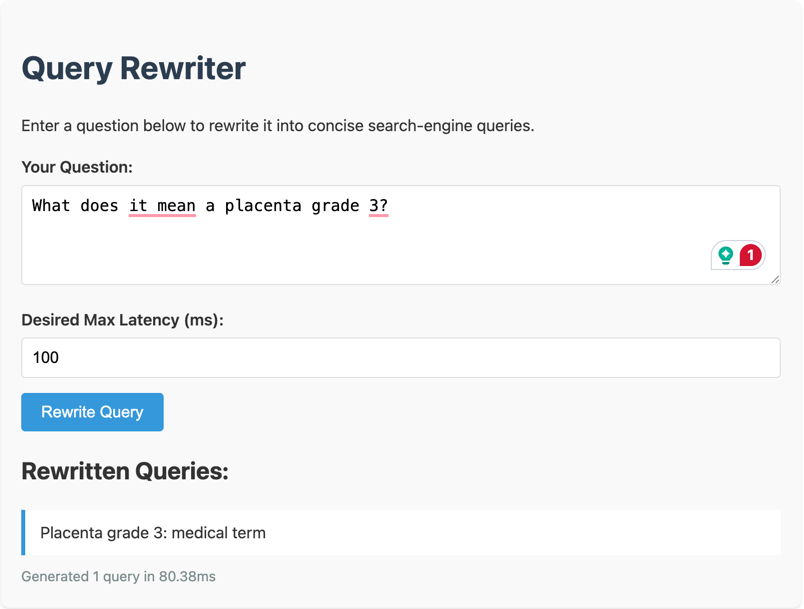 Query Rewriter
Enter a question below to rewrite it into concise search-engine queries.
Your Question:
What does it mean a placenta grade 3?
1
Desired Max Latency (ms):
100
Rewrite Query
Rewritten Queries:
Placenta grade 3: medical term
Generated 1 query in 80.38ms